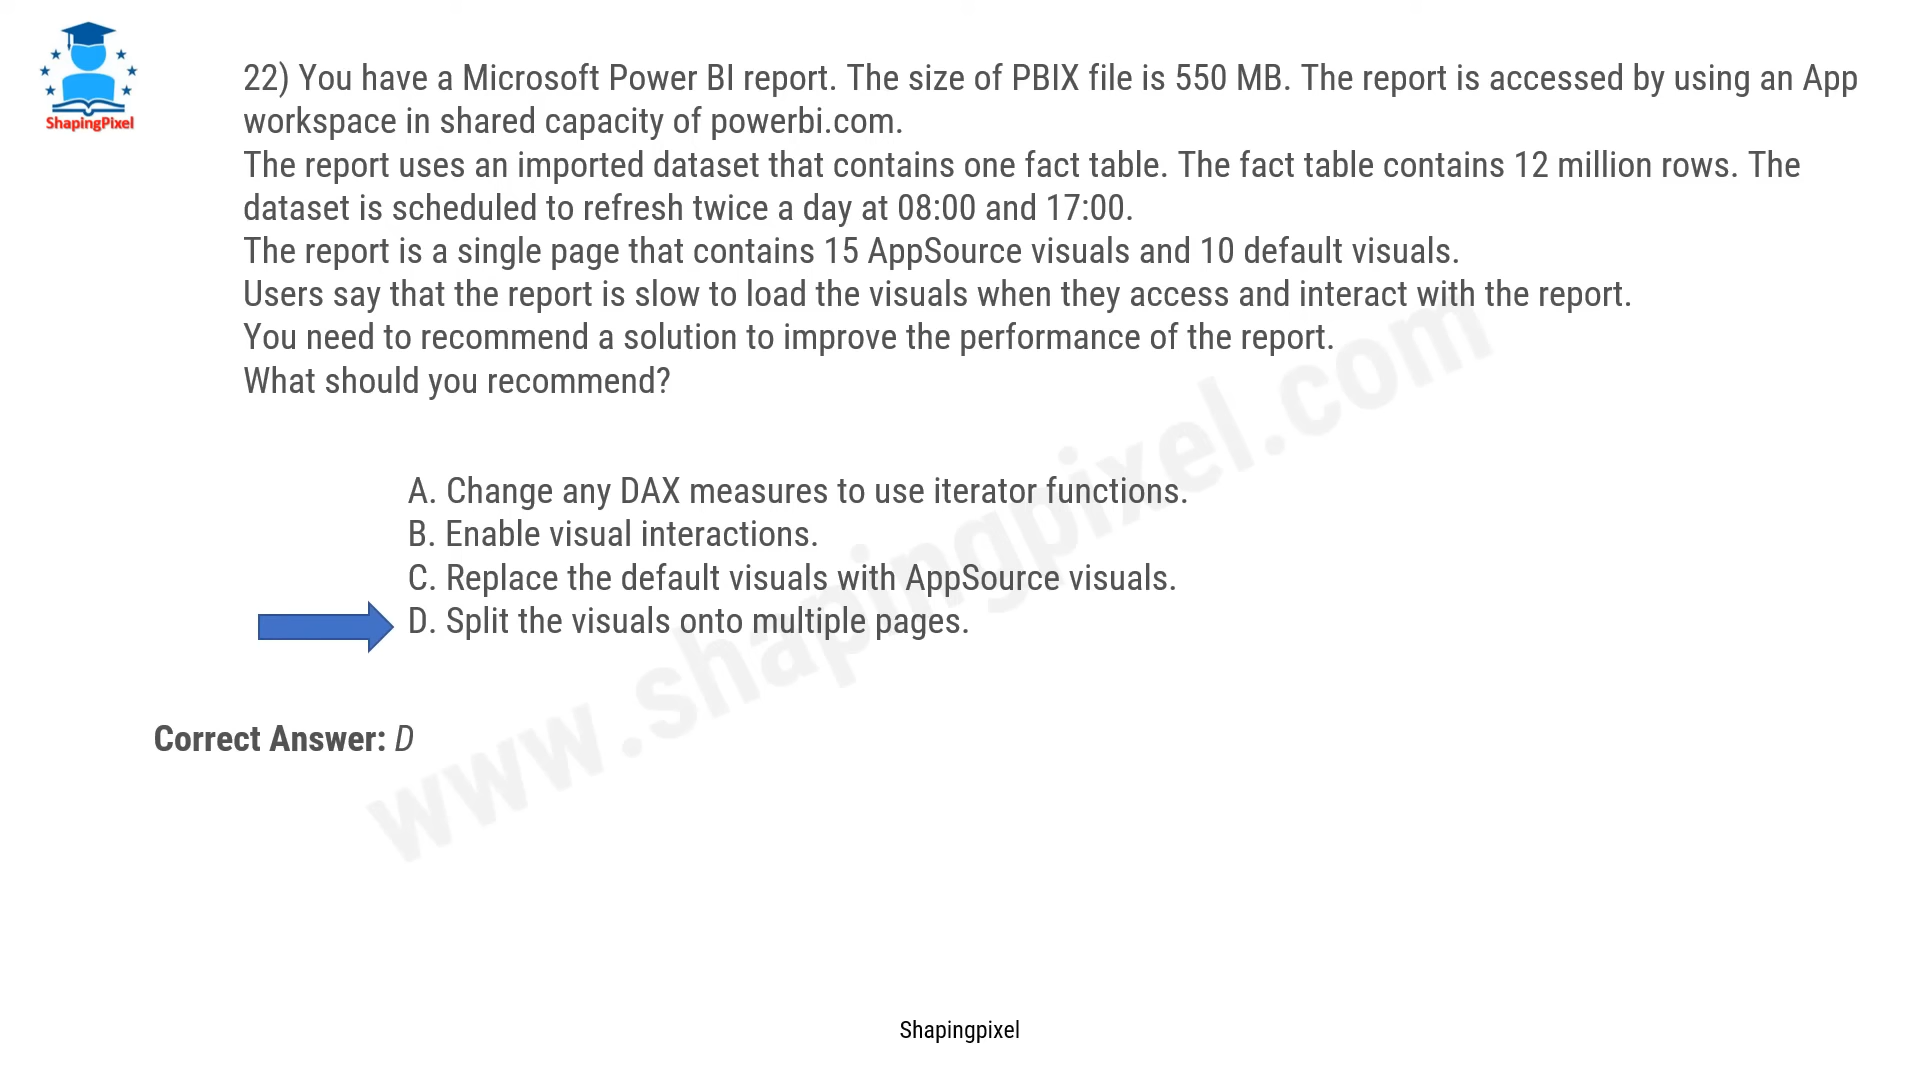 ShapingPixel
22) You have a Microsoft Power BI report. The size of PBIX file is 550 MB. The report is accessed by using an App
workspace in shared capacity of powerbi.com.
The report uses an imported dataset that contains one fact table. The fact table contains 12 million rows. The
dataset is scheduled to refresh twice a day at 08:00 and 17:00.
The report is a single page that contains 15 AppSource visuals and 10 default visuals.
Users say that the report is slow to load the visuals when they access and interact with the report.
You need to recommend a solution to improve the performance of the report.
What should you recommend?
A. Change any DAX measures to use iterator functions.
B. Enable visual interactions.
C. Replace the default visuals with AppSource visuals.
D. Split the visuals onto multiple pages.
Correct Answer: D
www.shapingpixel.com
Shapingpixel